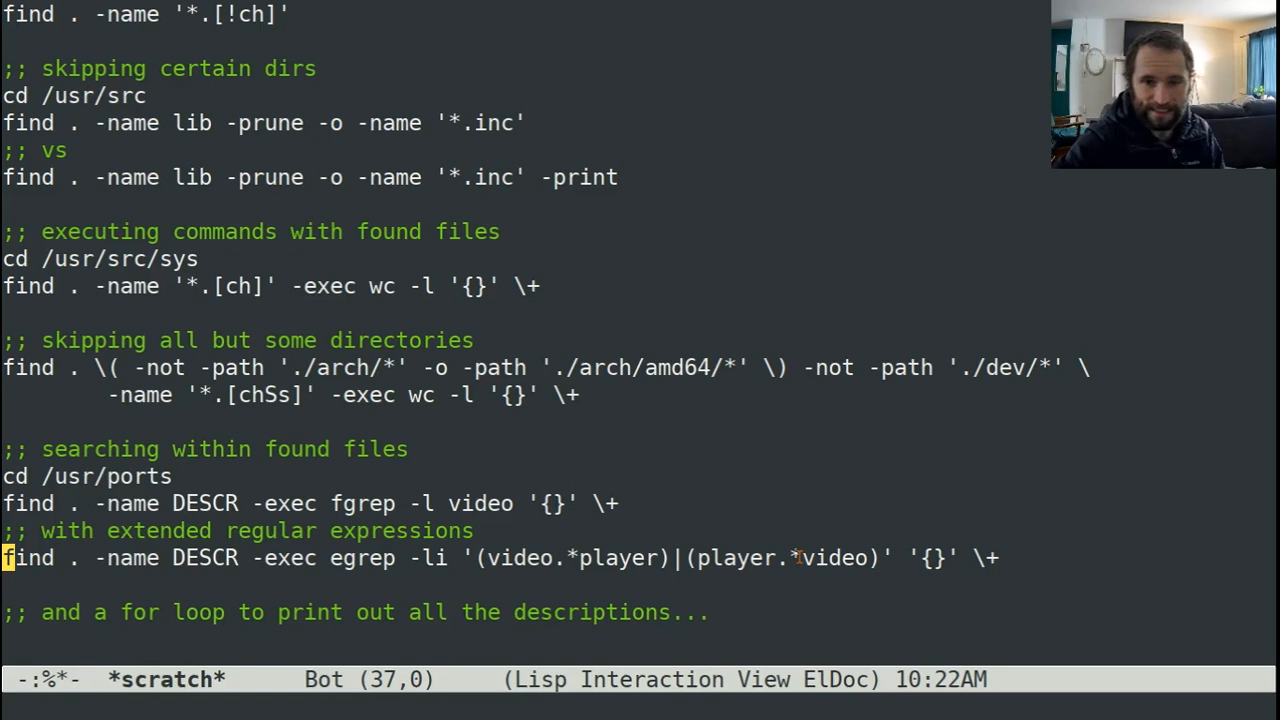 find . -name '*.[!ch]'
;; skipping certain dirs
cd /usr/src
find . -name lib -prune -o -name '*.inc'
;; vs
find . -name lib -prune -o -name '*.inc' -print
;; executing commands with found files
cd /usr/src/sys
find . -name '*.[ch]' -exec wc -l '{}' \+
;; skipping all but some directories
find . \( -not -path './arch/*' -o -path './arch/amd64/*' \) -not -path './dev/*' \
-name '*.[chSs]' -exec wc -l '{}' \+
;; searching within found files
cd /usr/ports
find . -name DESCR -exec fgrep -l video '{}' \+
;; with extended regular expressions
find . -name DESCR -exec egrep -li '(video.*player)|(player.*video)' '{}' \+
;; and a for loop to print out all the descriptions...
-:%*-  *scratch*      Bot (37,0)     (Lisp Interaction View ElDoc) 10:22AM